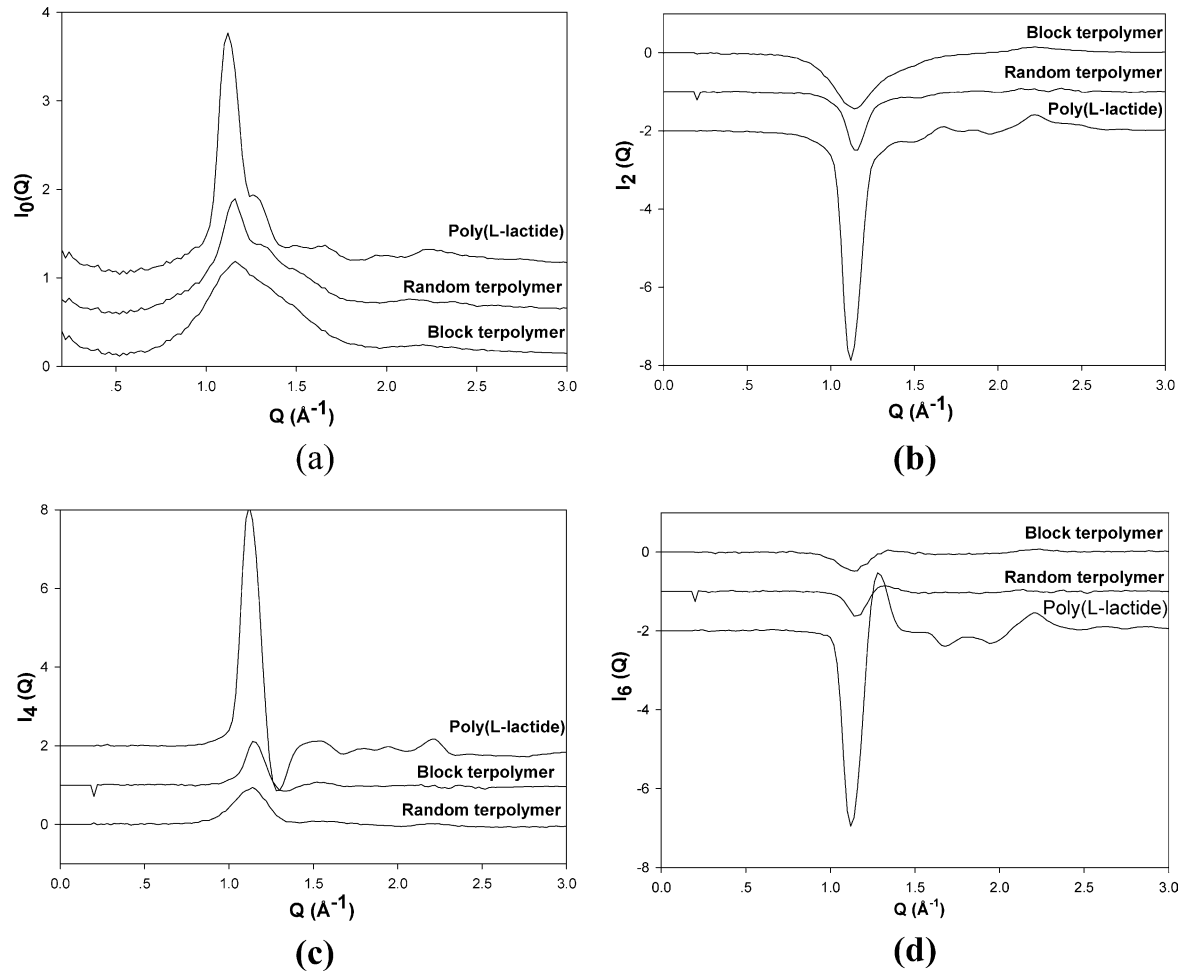 4
3
2
1
0
I0(Q)
Poly(L-lactide)
Random terpolymer
Block terpolymer
.5
1.0
1.5
2.0
2.5
3.0
Q (Å-1)
(a)
0
-2
-4
-6
-8
I2 (Q)
Block terpolymer
Random terpolymer
Poly(L-lactide)
0.0
.5
1.0
1.5
2.0
2.5
3.0
Q (Å-1)
(b)
8
6
4
2
0
I4 (Q)
Poly(L-lactide)
Block terpolymer
Random terpolymer
0.0
.5
1.0
1.5
2.0
2.5
3.0
Q (Å-1)
(c)
0
-2
-4
-6
-8
I6 (Q)
Block terpolymer
Random terpolymer
Poly(L-lactide)
0.0
.5
1.0
1.5
2.0
2.5
3.0
Q (Å-1)
(d)